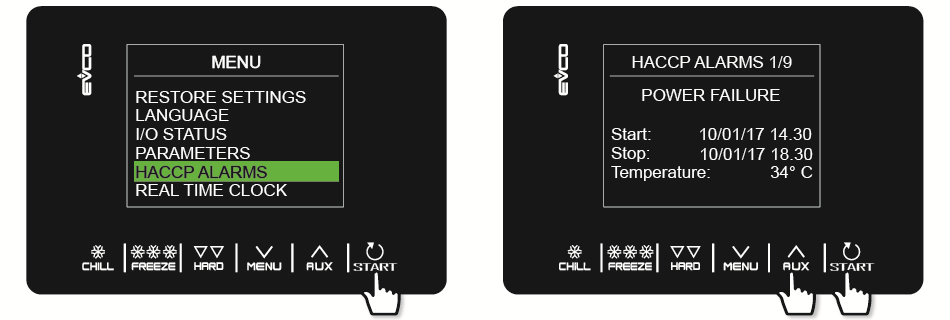 EVCO
MENU
RESTORE SETTINGS
LANGUAGE
I/O STATUS
PARAMETERS
HACCP ALARMS
REAL TIME CLOCK
CHILL FREEZE HARD MENU AUX START
EVCO
HACCP ALARMS 1/9
POWER FAILURE
Start: 10/01/17 14.30
Stop: 10/01/17 18.30
Temperature: 34° C
CHILL FREEZE HARD MENU AUX START